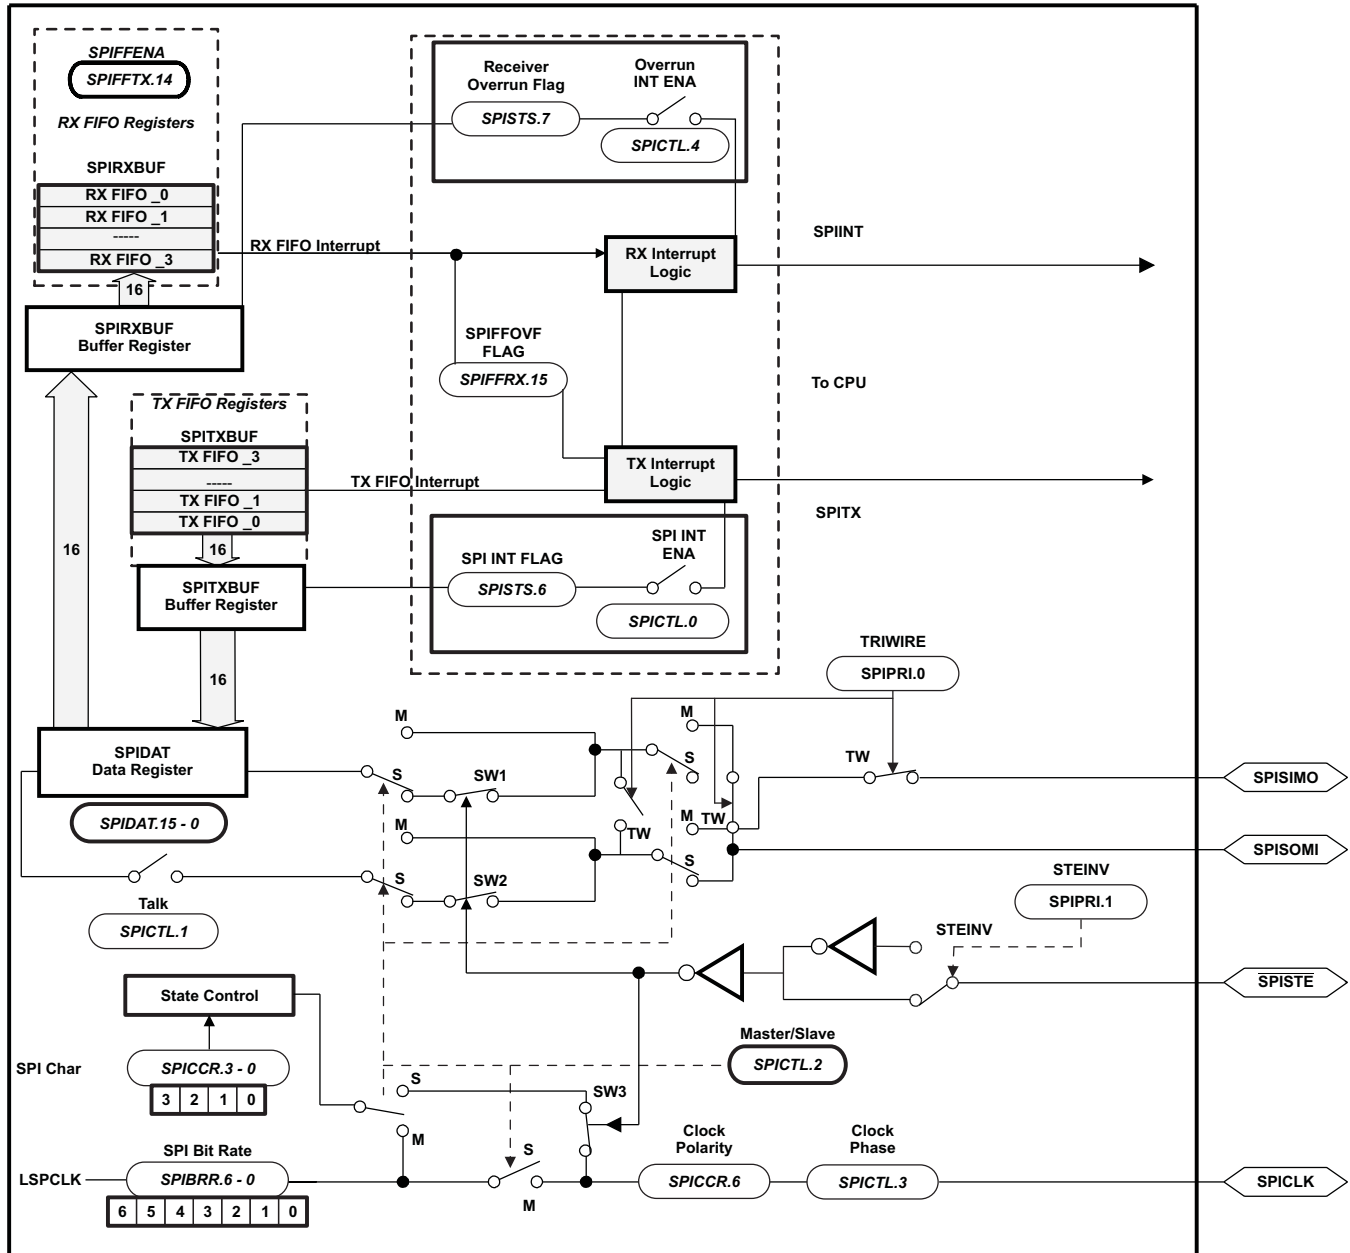 SPIFFENA
SPIFFTX.14
RX FIFO Registers
SPIRXBUF
RX FIFO _0
RX FIFO _1
-----
RX FIFO _3
16
SPIRXBUF
Buffer Register
RX FIFO Interrupt
Receiver
Overrun Flag
SPISTS.7
Overrun
INT ENA
SPICTL.4
RX Interrupt
Logic
SPIINT
SPIFFOVF
FLAG
SPIFFRX.15
To CPU
TX FIFO Registers
SPITXBUF
TX FIFO _3
-----
TX FIFO _1
TX FIFO _0
16
16
TX FIFO Interrupt
TX Interrupt
Logic
SPITX
SPITXBUF
Buffer Register
SPI INT FLAG
SPISTS.6
SPI INT
ENA
SPICTL.0
16
TRIWIRE
SPIPRI.0
SPIDAT
Data Register
SPIDAT.15 - 0
M
S
SW1
M
S
TW
TW
SPISIMO
M
S
SW2
TW
M
S
SPISOMI
Talk
SPICTL.1
STEINV
SPIPRI.1
STEINV
SPISTE
State Control
SPI Char
SPICCR.3 - 0
3 2 1 0
Master/Slave
SPICTL.2
S
M
SW3
SPI Bit Rate
LSPCLK
SPIBRR.6 - 0
6 5 4 3 2 1 0
S
M
Clock
Polarity
SPICCR.6
Clock
Phase
SPICTL.3
SPICLK